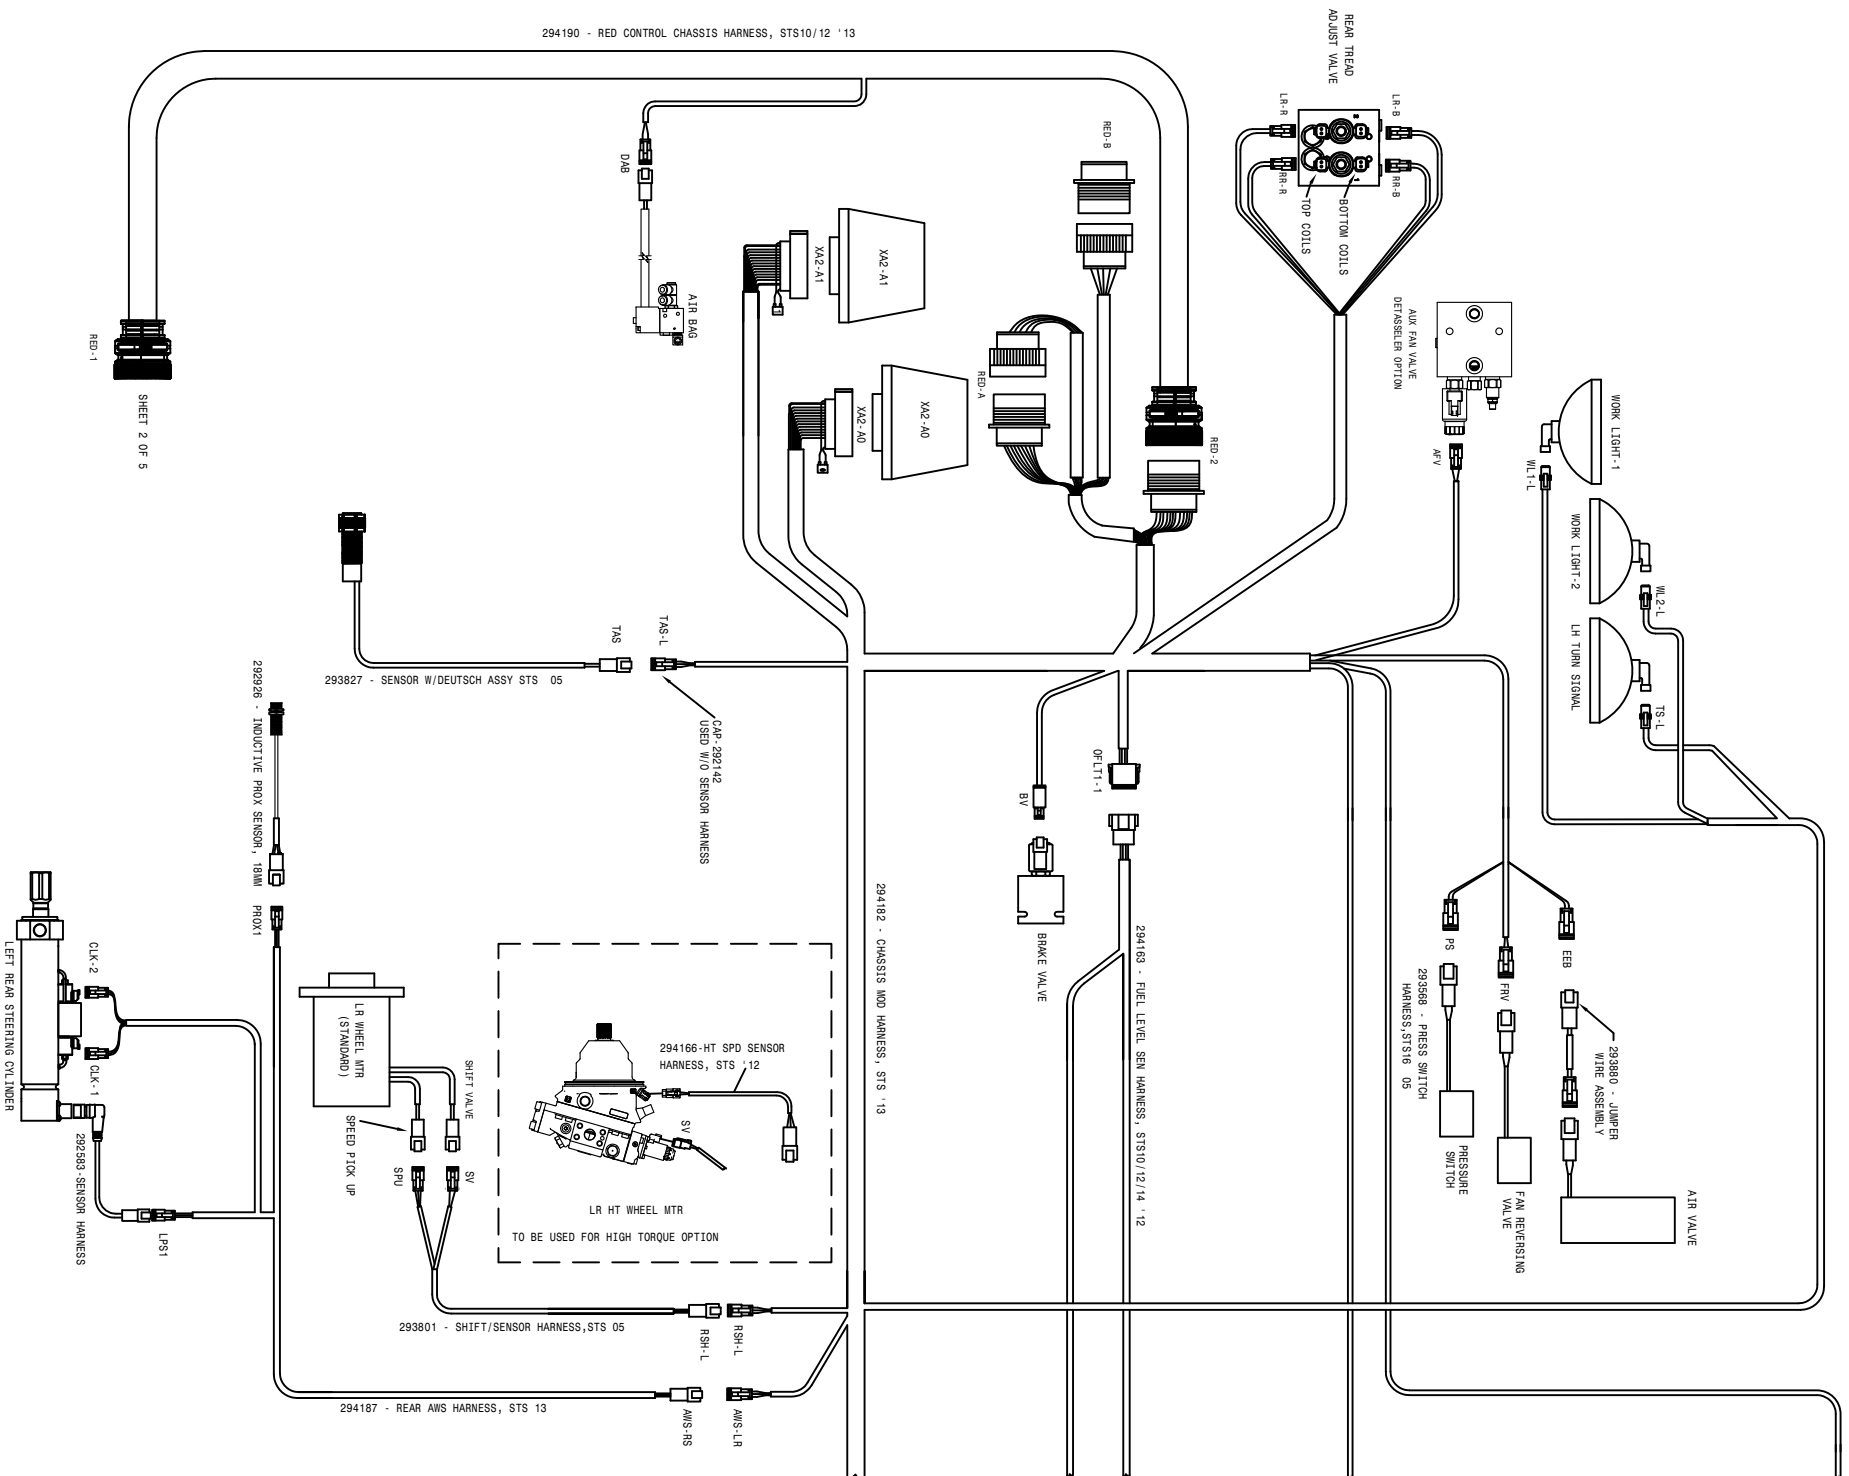 294190 - RED CONTROL CHASSIS HARNESS, STS10/12 '13
REAR TREAD
ADJUST VALVE
LR-R
LR-B
RR-R
RR-B
TOP COILS
BOTTOM COILS
RED-B
DAB
AIR BAG
XA2-A1
XA2-A1
XA2-A0
XA2-A0
RED-A
RED-2
RED-1
SHEET 2 OF 5
AUX FAN VALVE
DETASSELER OPTION
AFV
WORK LIGHT-1
WL1-L
WORK LIGHT-2
WL2-L
LH TURN SIGNAL
TS-L
TAS
TAS-L
293827 - SENSOR W/DEUTSCH ASSY STS 05
CAP-292142
USED W/O SENSOR HARNESS
292926 - INDUCTIVE PROX SENSOR, 18MM
PROX1
OFLT1-1
BV
BRAKE VALVE
294182 - CHASSIS MOD HARNESS, STS '13
294163 - FUEL LEVEL SEN HARNESS, STS10/12/14 '12
PS
FRV
EEB
293568 - PRESS SWITCH
HARNESS,STS16 05
293880 - JUMPER
WIRE ASSEMBLY
PRESSURE
SWITCH
FAN REVERSING
VALVE
AIR VALVE
CLK-2
CLK-1
LEFT REAR STEERING CYLINDER
292583-SENSOR HARNESS
LPS1
LR WHEEL MTR
(STANDARD)
SHIFT VALVE
SPEED PICK UP
SPU
SV
294166-HT SPD SENSOR
HARNESS, STS '12
SV
LR HT WHEEL MTR
TO BE USED FOR HIGH TORQUE OPTION
293801 - SHIFT/SENSOR HARNESS,STS 05
RSH-L
RSH-L
294187 - REAR AWS HARNESS, STS 13
AWS-RS
AWS-LR